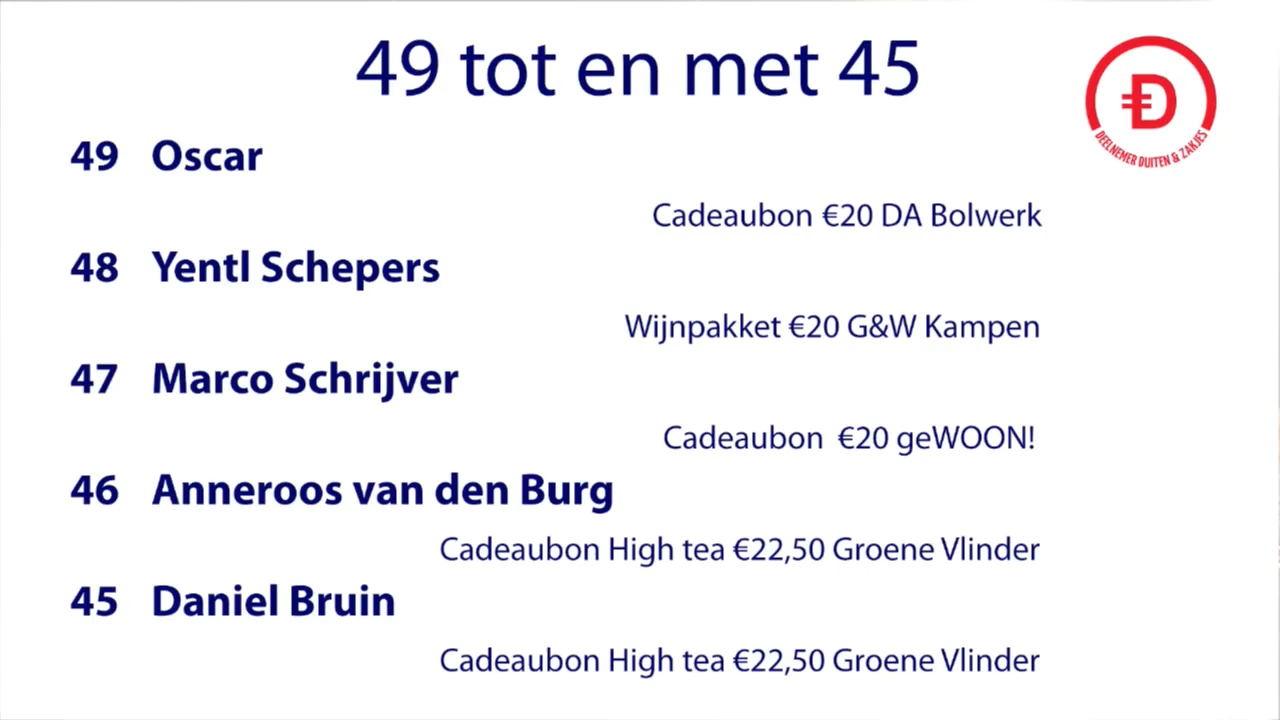 49 tot en met 45
DEELNEMER DUITEN & ZAKJES
49 Oscar
Cadeaubon €20 DA Bolwerk
48 Yentl Schepers
Wijnpakket €20 G&W Kampen
47 Marco Schrijver
Cadeaubon €20 geWOON!
46 Anneroos van den Burg
Cadeaubon High tea €22,50 Groene Vlinder
45 Daniel Bruin
Cadeaubon High tea €22,50 Groene Vlinder